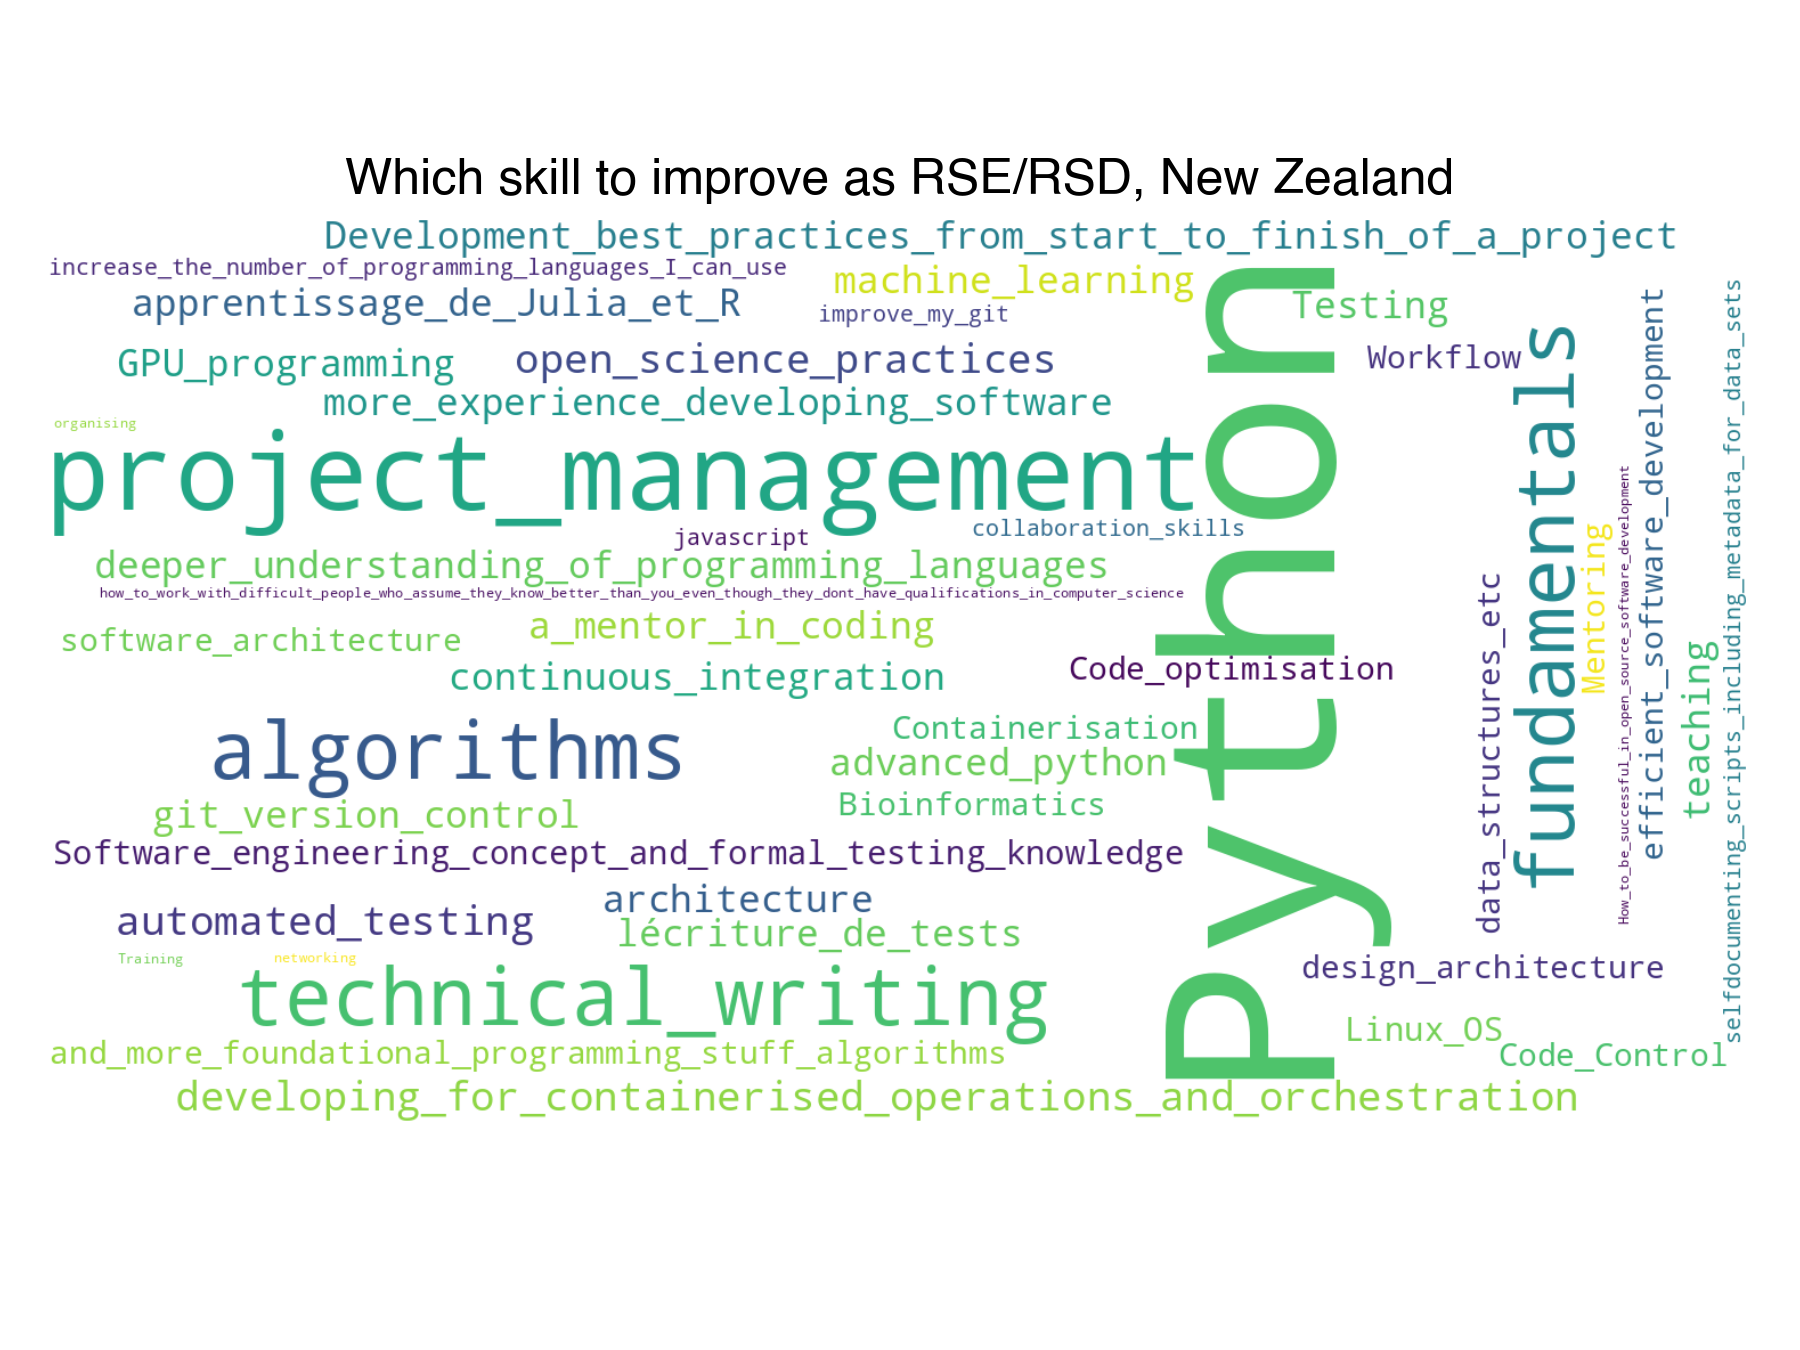 Which skill to improve as RSE/RSD, New Zealand
Development_best_practices_from_start_to_finish_of_a_project
increase_the_number_of_programming_languages_I_can_use
machine_learning
apprentissage_de_Julia_et_R
improve_my_git
Testing
GPU_programming
open_science_practices
Workflow
more_experience_developing_software
organising
project_management
Python
fundamentals
efficient_software_development
selfdocumenting_scripts_including_metadata_for_data_sets
javascript
collaboration_skills
deeper_understanding_of_programming_languages
how_to_work_with_difficult_people_who_assume_they_know_better_than_you_even_though_they_dont_have_qualifications_in_computer_science
Mentoring
How_to_be_successful_in_open_source_software_development
data_structures_etc
teaching
software_architecture
a_mentor_in_coding
continuous_integration
Code_optimisation
algorithms
Containerisation
advanced_python
Bioinformatics
git_version_control
Software_engineering_concept_and_formal_testing_knowledge
architecture
automated_testing
lécriture_de_tests
Training
networking
technical_writing
design_architecture
Linux_OS
and_more_foundational_programming_stuff_algorithms
Code_Control
developing_for_containerised_operations_and_orchestration